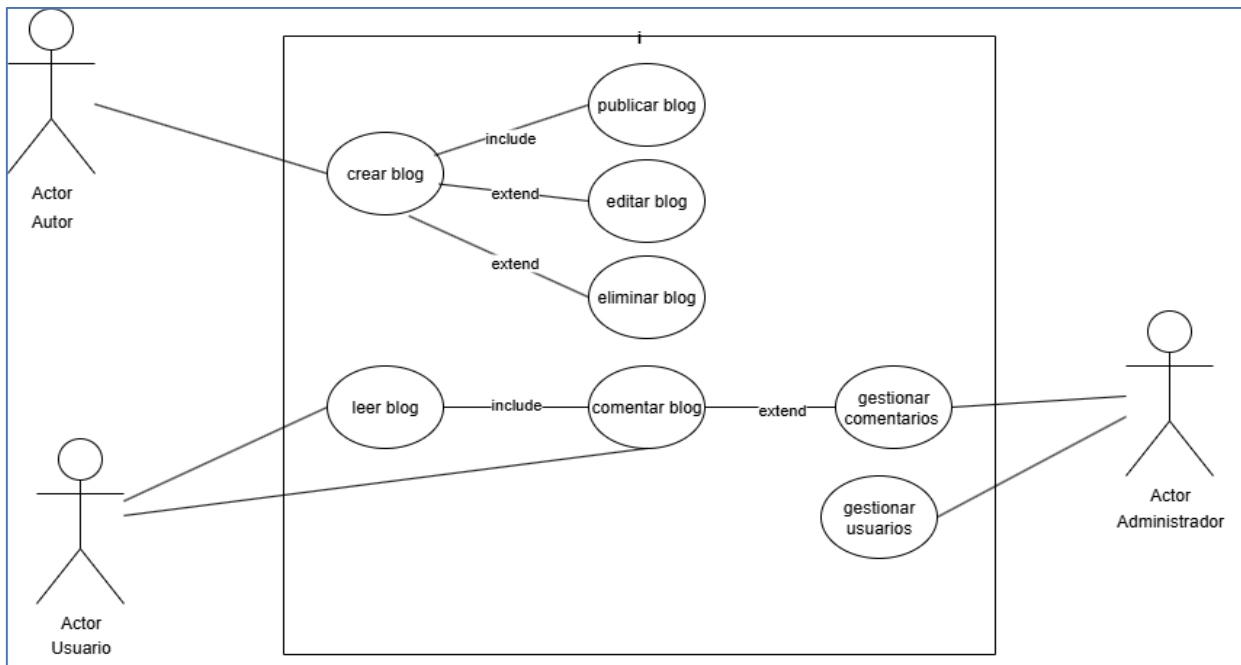 i
publicar blog
include
crear blog
extend
editar blog
Actor
Autor
extend
eliminar blog
leer blog
include
comentar blog
extend
gestionar
comentarios
gestionar
usuarios
Actor
Administrador
Actor
Usuario